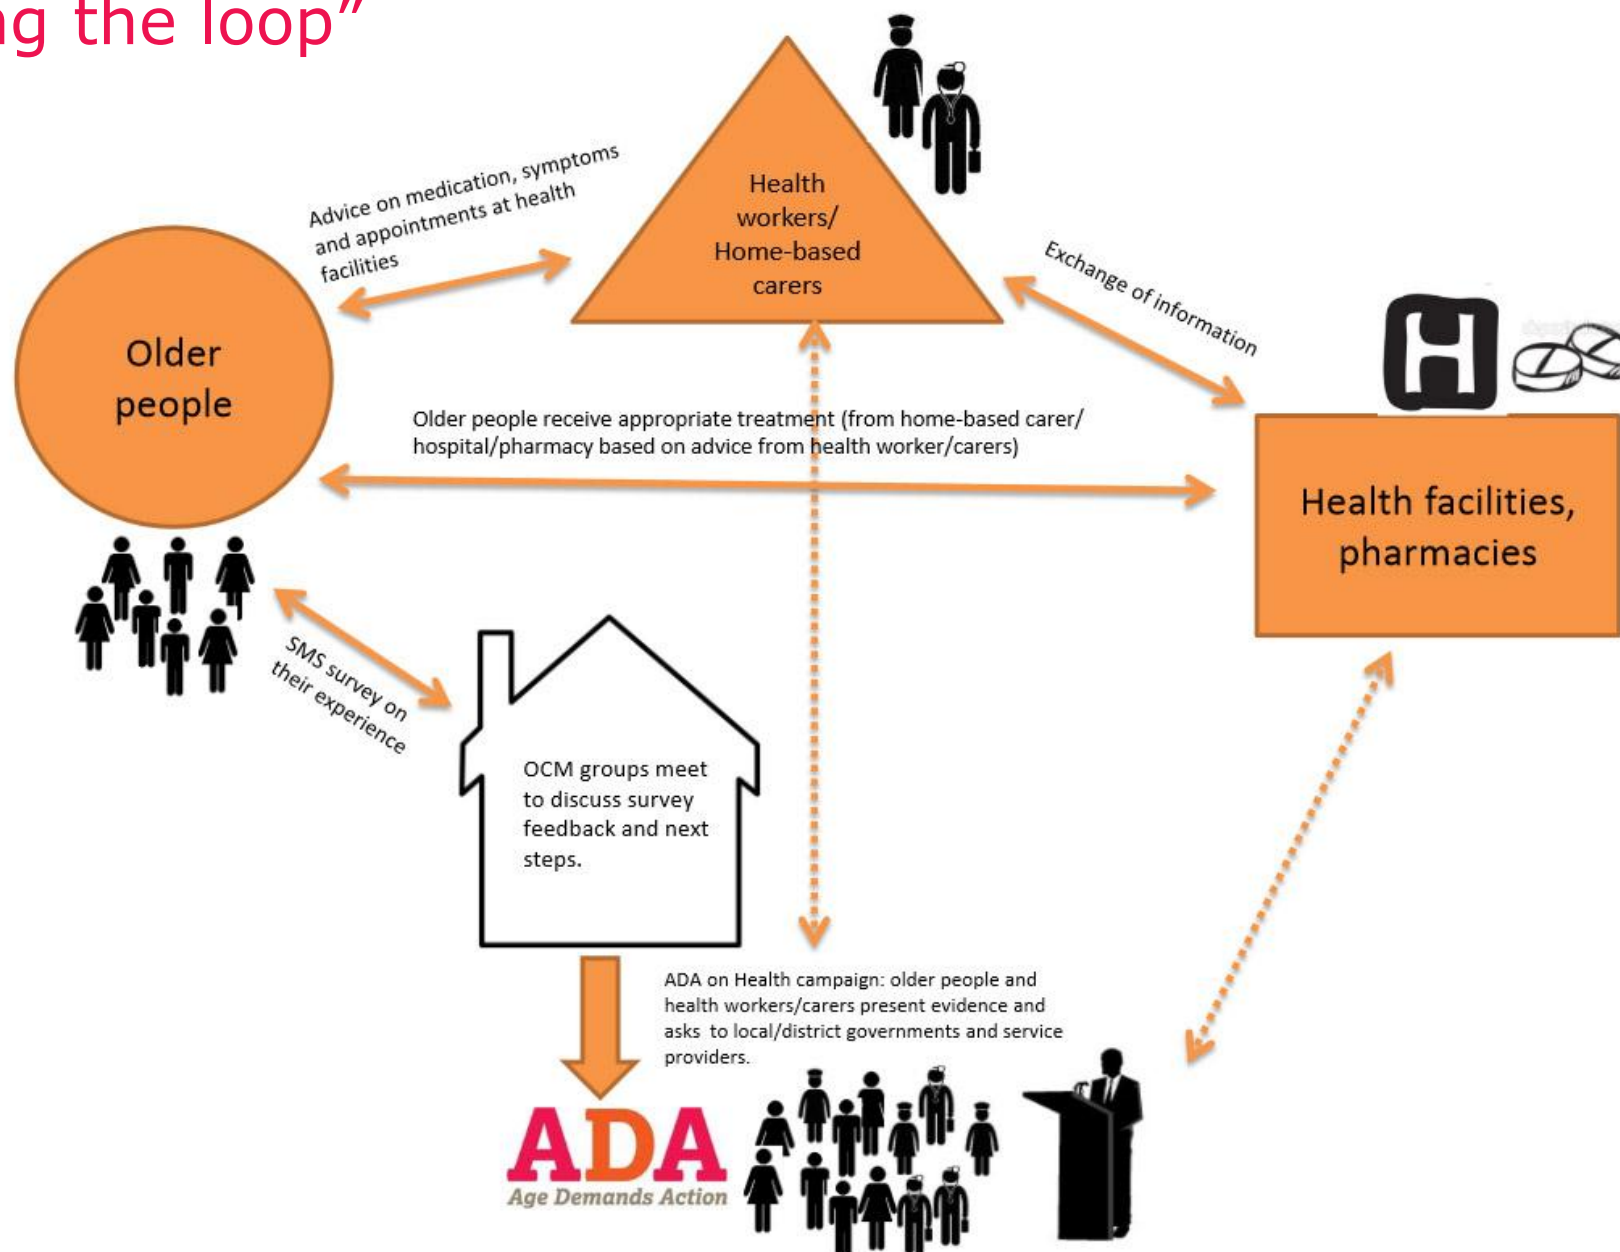 ng the loop”
Health
workers/
Home-based
carers
Advice on medication, symptoms
and appointments at health
facilities
Exchange of information
H
Older
people
Older people receive appropriate treatment (from home-based carer/
hospital/pharmacy based on advice from health worker/carers)
Health facilities,
pharmacies
SMS survey on
their experience
OCM groups meet
to discuss survey
feedback and next
steps.
ADA on Health campaign: older people and
health workers/carers present evidence and
asks to local/district governments and service
providers.
ADA
Age Demands Action